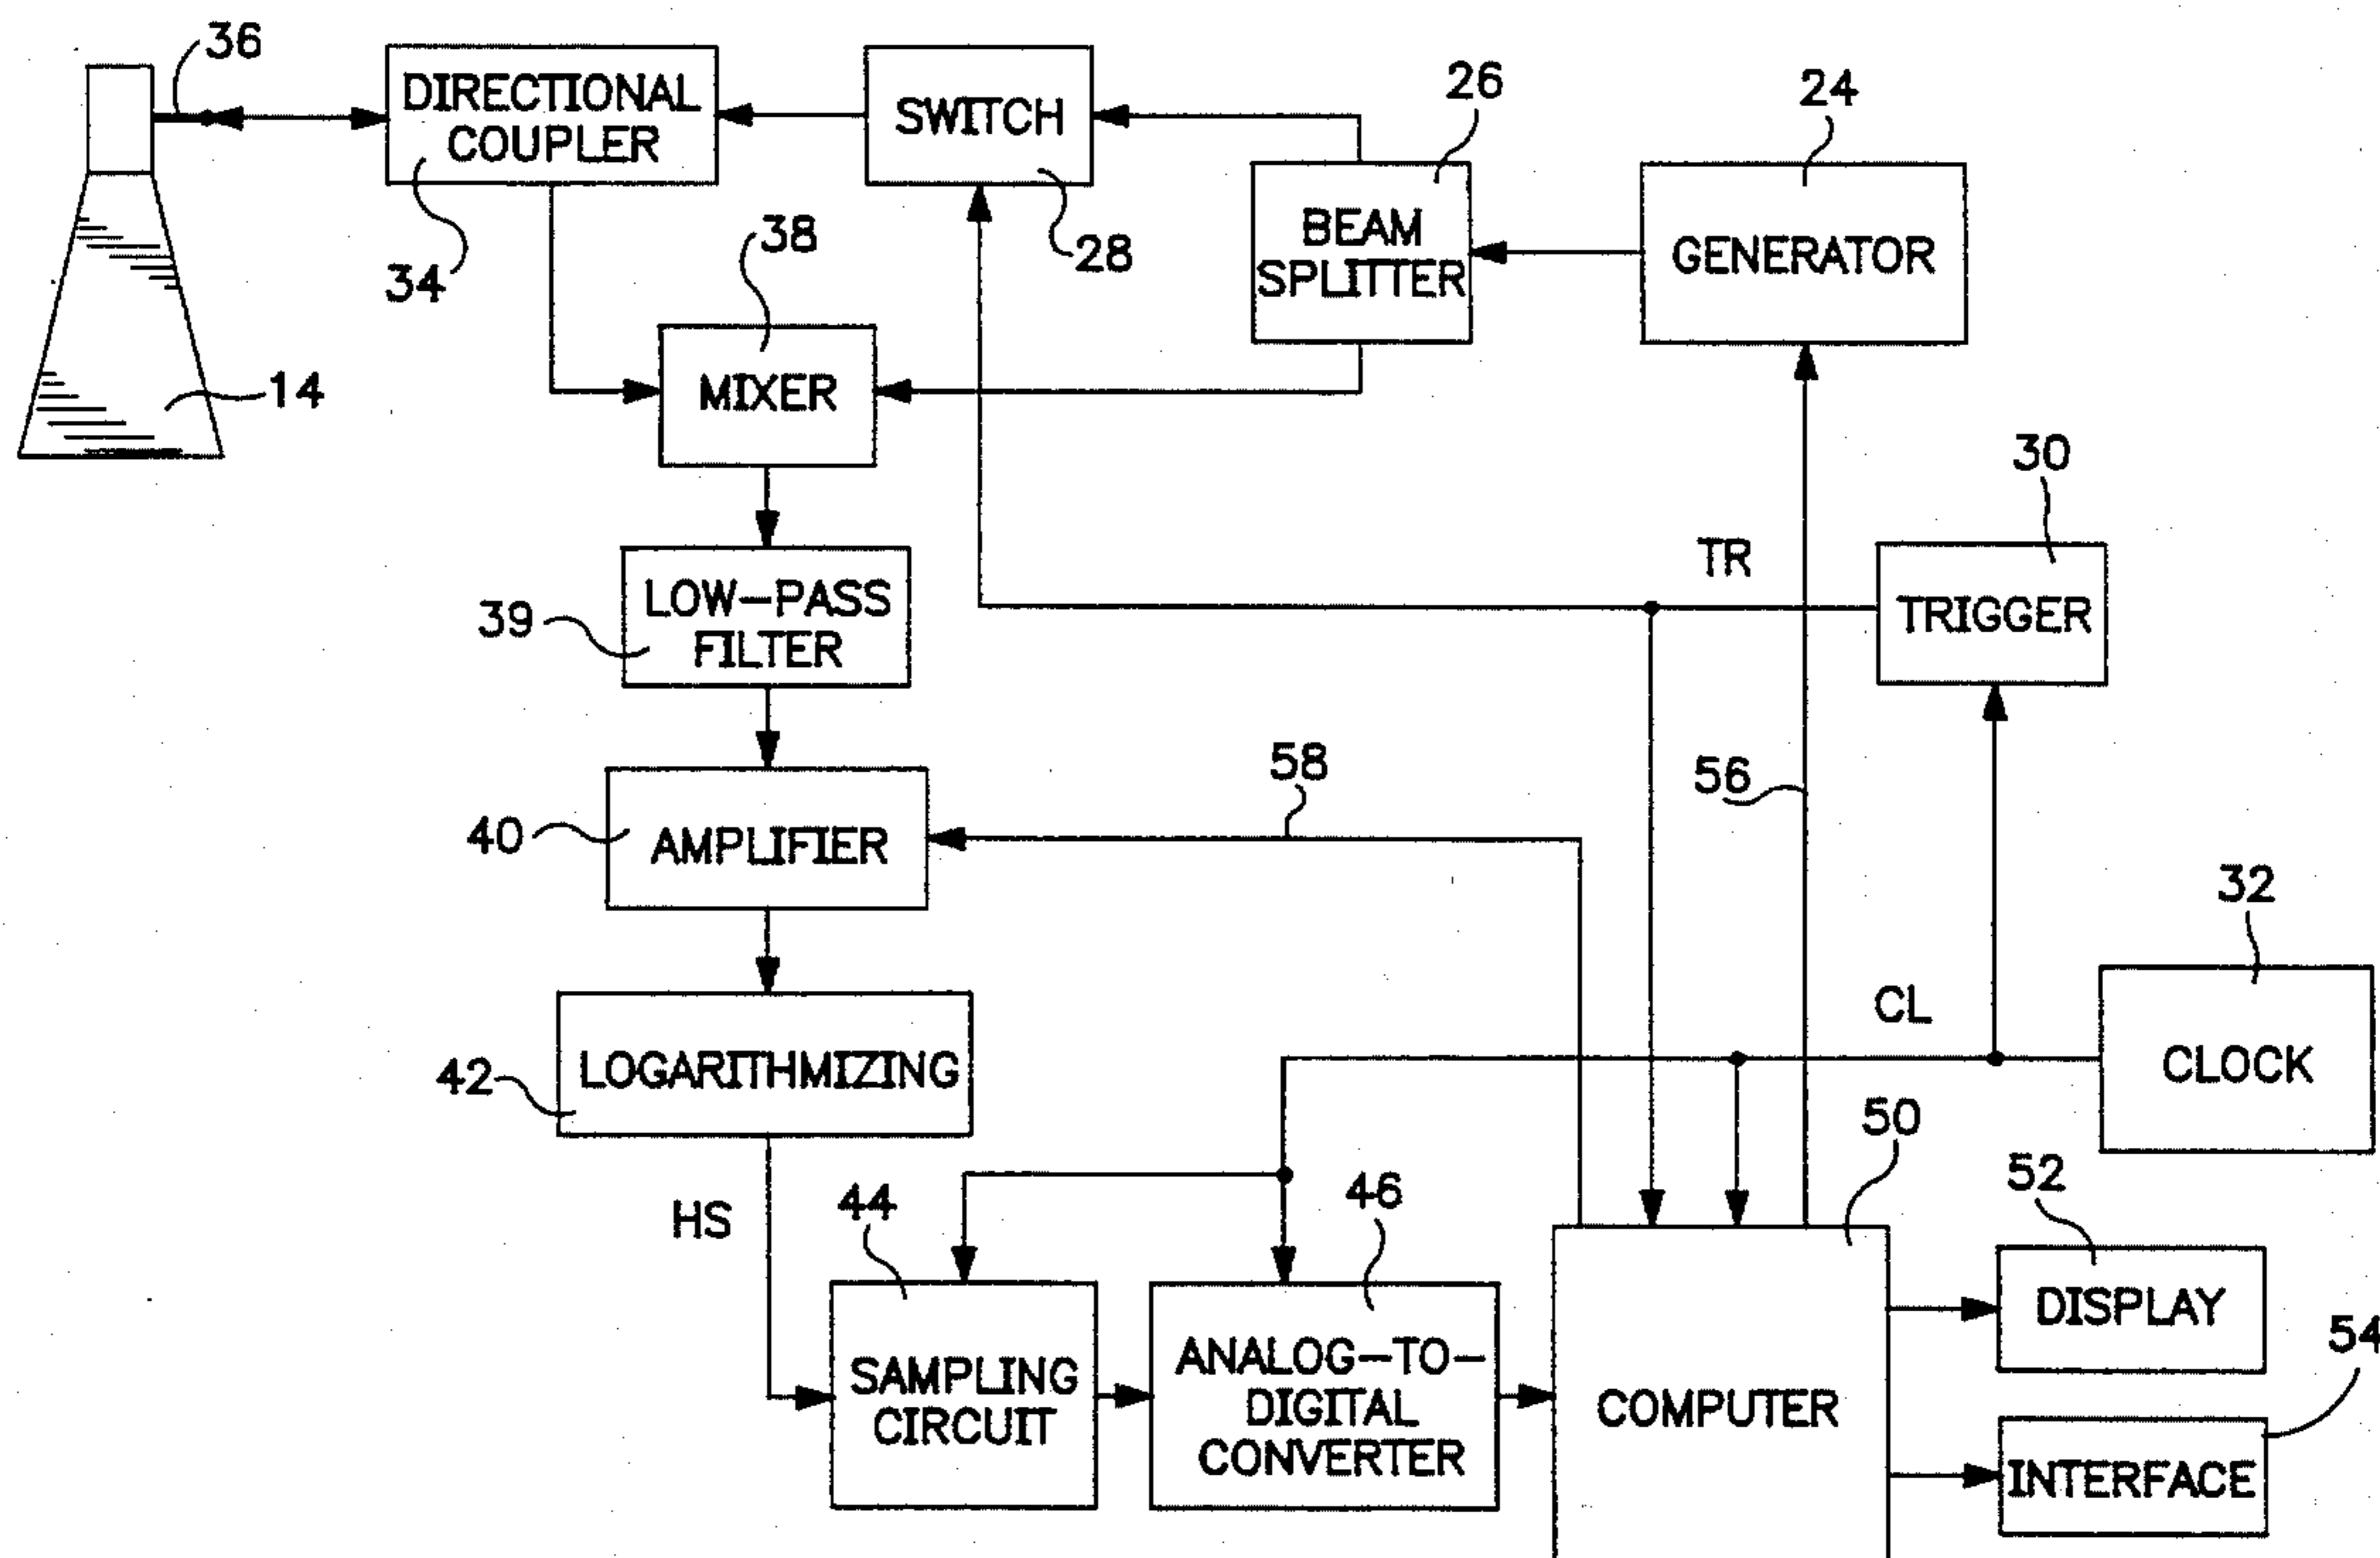 36
DIRECTIONAL
COUPLER
34
SWITCH
28
26
BEAM
SPLITTER
24
GENERATOR
14
38
MIXER
30
TR
TRIGGER
39
LOW-PASS
FILTER
58
56
40
AMPLIFIER
32
CL
CLOCK
42
LOGARITHMIZING
50
HS
44
46
52
SAMPLING
CIRCUIT
ANALOG-TO-
DIGITAL
CONVERTER
COMPUTER
DISPLAY
54
INTERFACE